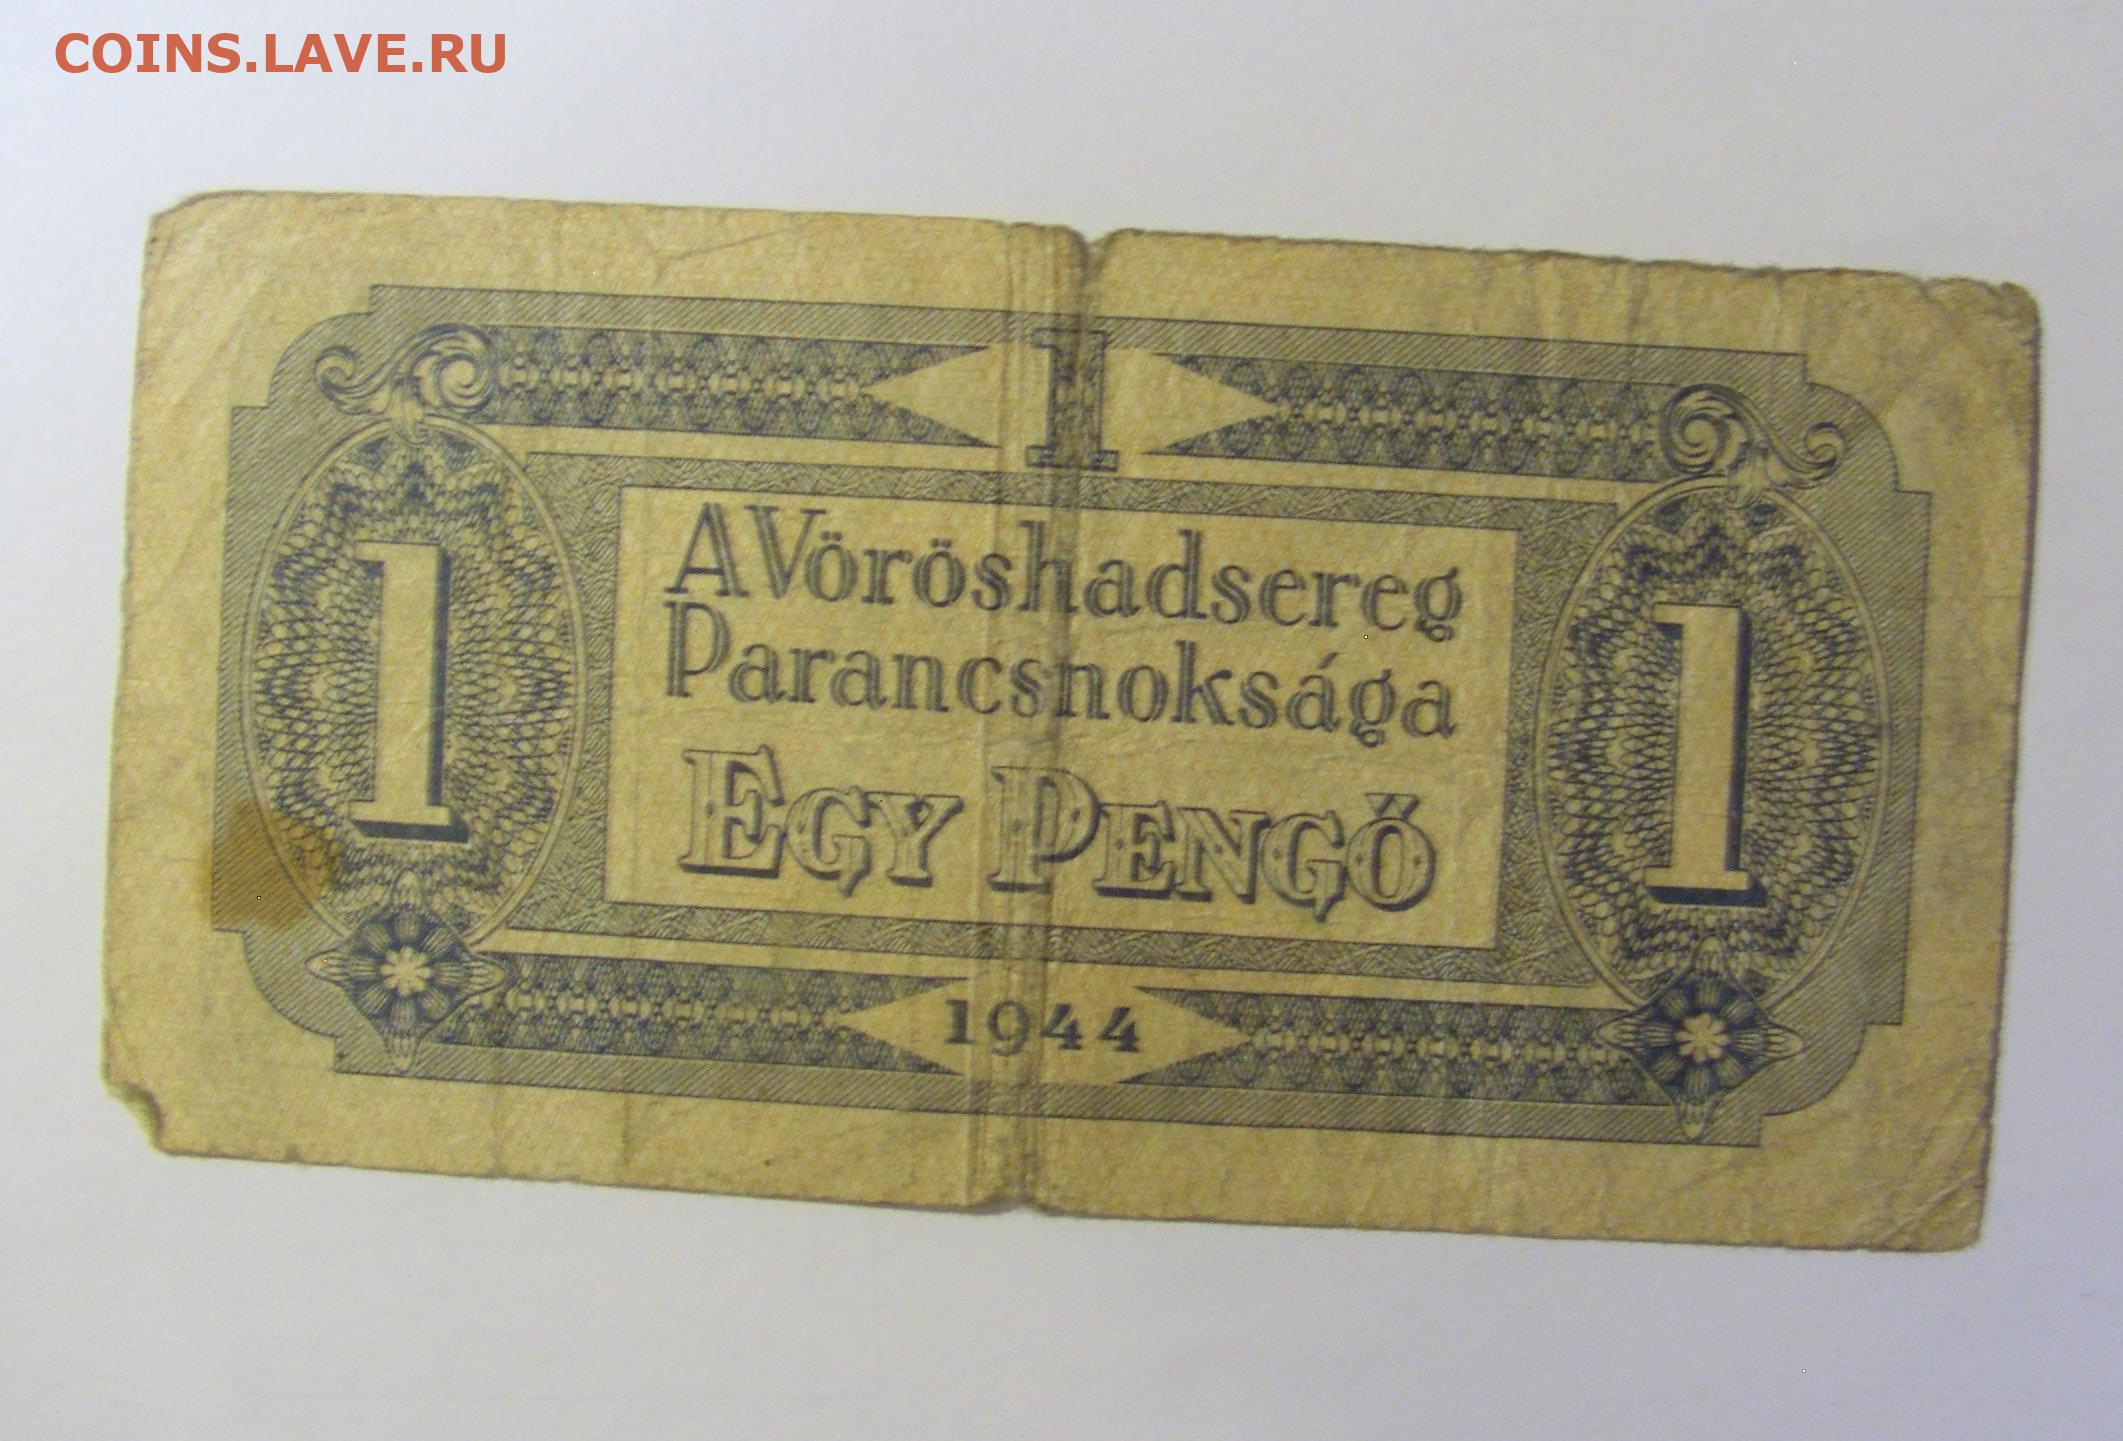 COINS.LAVE.RU
1
A Vöröshadsereg
Parancsnoksága
1 1
EGY PENGŐ
1944